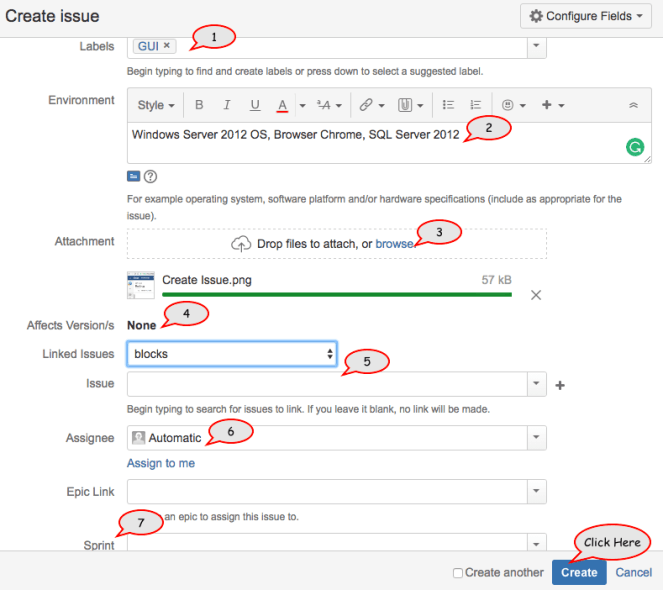 Create issue
Configure Fields
Labels
GUI ×
1
Begin typing to find and create labels or press down to select a suggested label.
Environment
Style B I U A ᵃA
Windows Server 2012 OS, Browser Chrome, SQL Server 2012
2
For example operating system, software platform and/or hardware specifications (include as appropriate for the
issue).
Attachment
Drop files to attach, or browse.
3
Create Issue.png
57 kB
Affects Version/s
None
4
Linked Issues
blocks
5
Issue
Begin typing to search for issues to link. If you leave it blank, no link will be made.
Assignee
Automatic
6
Assign to me
Epic Link
7
an epic to assign this issue to.
Sprint
Click Here
Create another
Create
Cancel